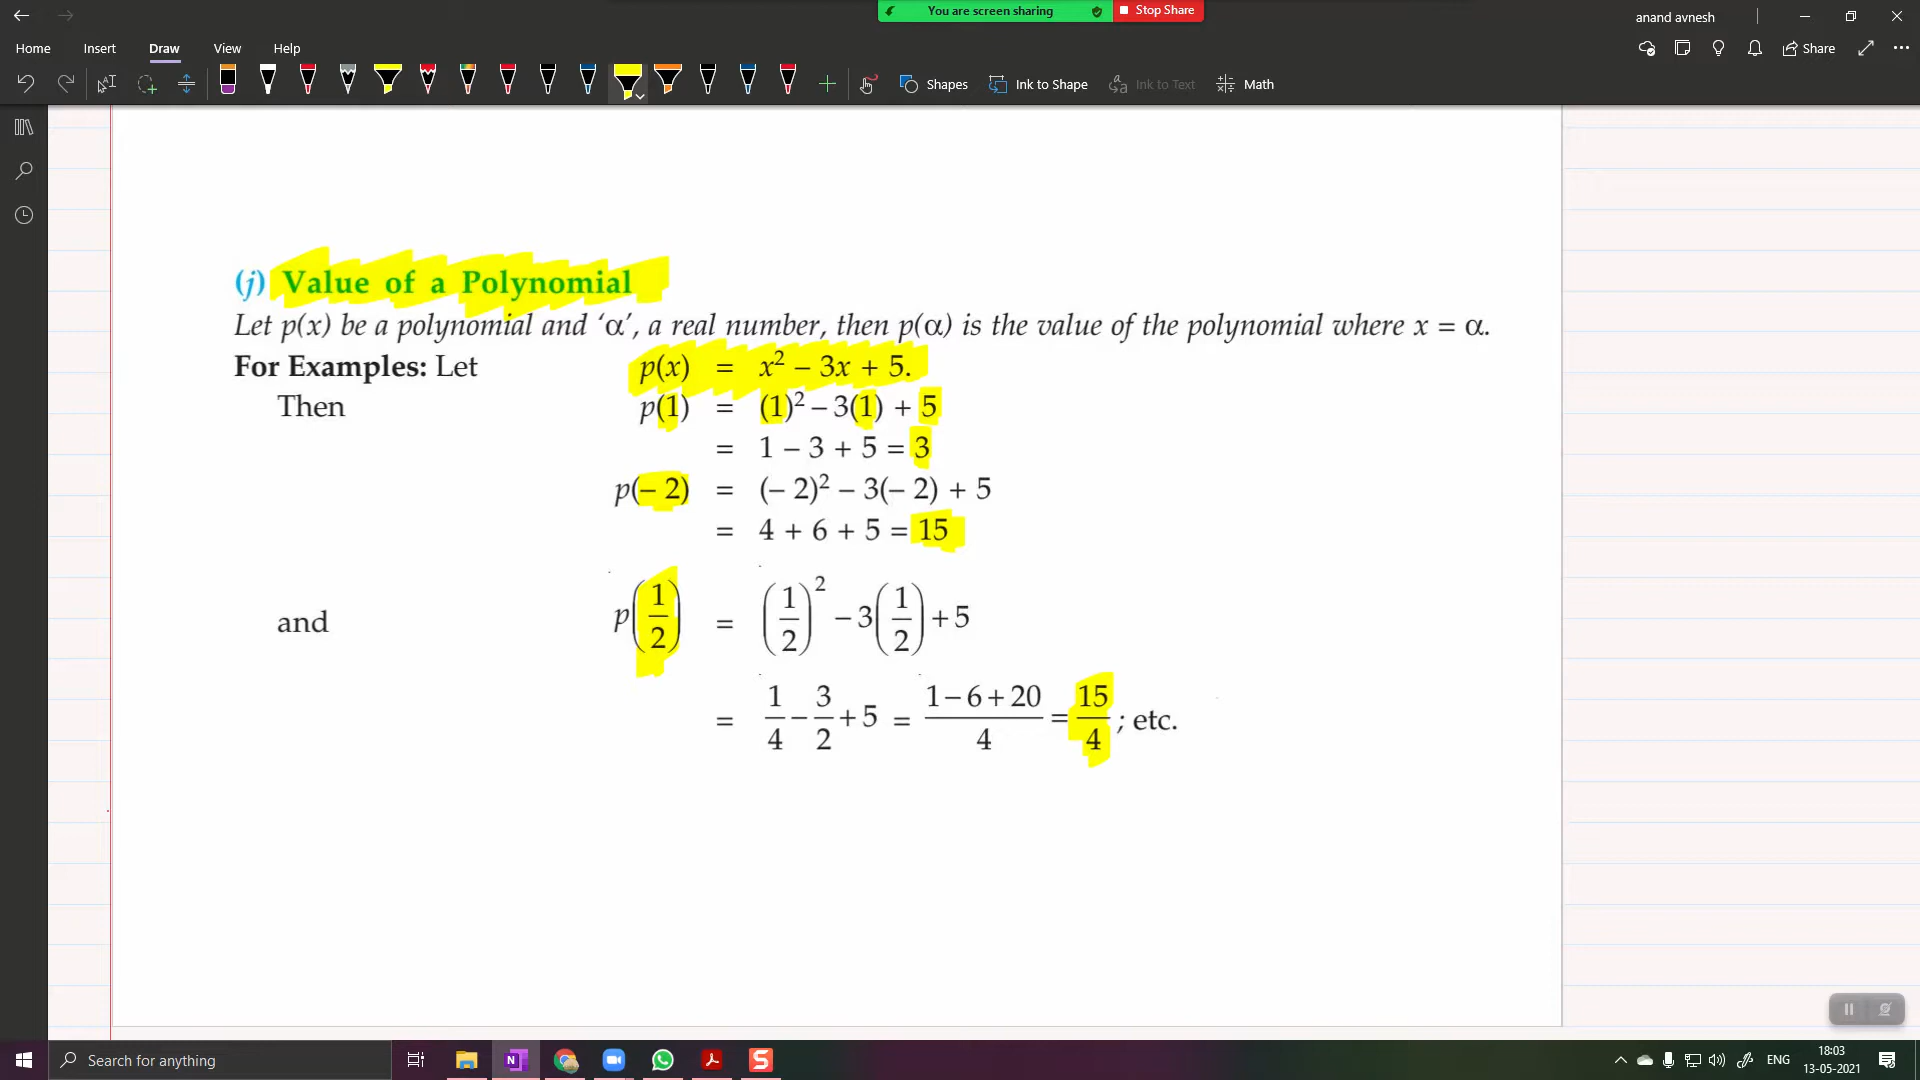 You are screen sharing Stop Share
anand avnesh
Home Insert Draw View Help
Share
Shapes Ink to Shape Ink to Text Math
(j) Value of a Polynomial
Let p(x) be a polynomial and ‘α’, a real number, then p(α) is the value of the polynomial where x = α.
For Examples: Let p(x) = x² – 3x + 5.
Then p(1) = (1)² – 3(1) + 5
= 1 – 3 + 5 = 3
p(– 2) = (– 2)² – 3(– 2) + 5
= 4 + 6 + 5 = 15
and p(1/2) = (1/2)² – 3(1/2) + 5
= 1/4 – 3/2 + 5 = (1 – 6 + 20)/4 = 15/4 ; etc.
Search for anything
ENG
18:03
13-05-2021